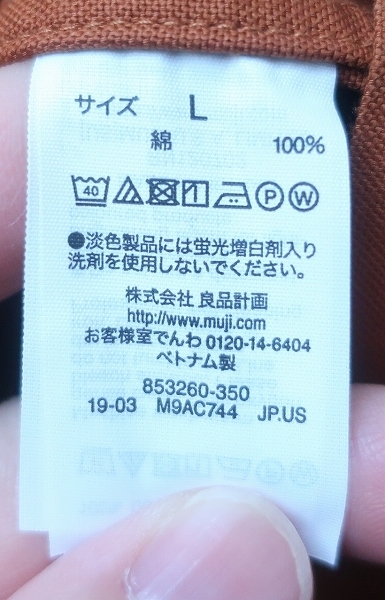 サイズ L
綿 100%
40 P W
●淡色製品には蛍光増白剤入り
洗剤を使用しないでください。
株式会社 良品計画
http://www.muji.com
お客様室でんわ 0120-14-6404
ベトナム製
853260-350
19-03 M9AC744 JP.US